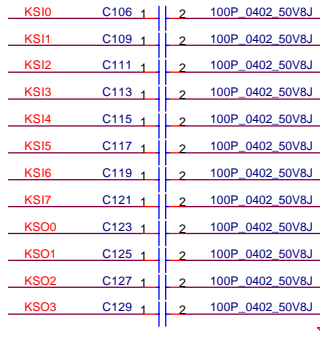 KSI0 C106 1 2 100P_0402_50V8J
KSI1 C109 1 2 100P_0402_50V8J
KSI2 C111 1 2 100P_0402_50V8J
KSI3 C113 1 2 100P_0402_50V8J
KSI4 C115 1 2 100P_0402_50V8J
KSI5 C117 1 2 100P_0402_50V8J
KSI6 C119 1 2 100P_0402_50V8J
KSI7 C121 1 2 100P_0402_50V8J
KSO0 C123 1 2 100P_0402_50V8J
KSO1 C125 1 2 100P_0402_50V8J
KSO2 C127 1 2 100P_0402_50V8J
KSO3 C129 1 2 100P_0402_50V8J